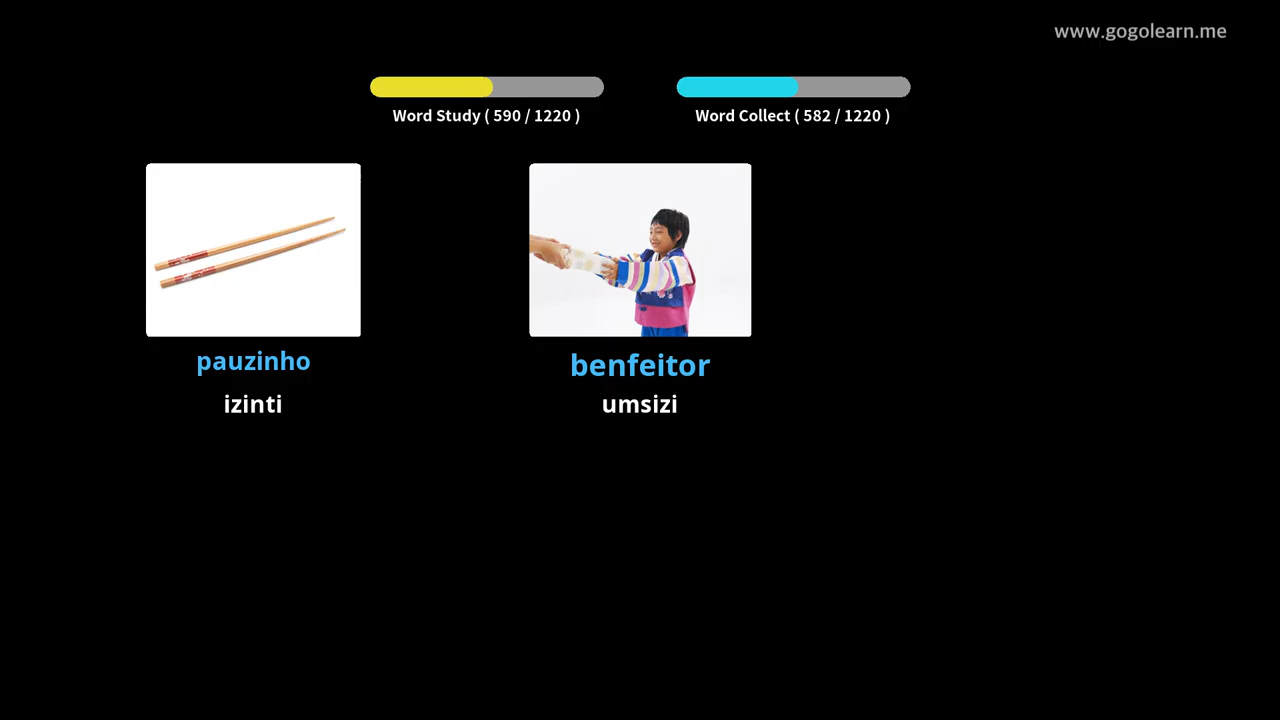 www.gogolearn.me
Word Study ( 590 / 1220 )
Word Collect ( 582 / 1220 )
pauzinho
izinti
benfeitor
umsizi